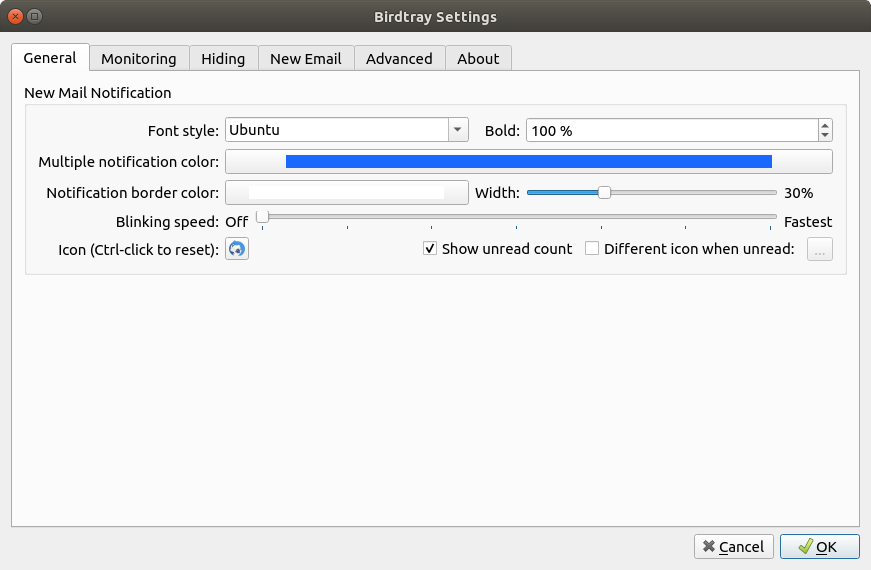 Birdtray Settings
General Monitoring Hiding New Email Advanced About
New Mail Notification
Font style: Ubuntu Bold: 100 %
Multiple notification color:
Notification border color: Width: 30%
Blinking speed: Off Fastest
Icon (Ctrl-click to reset): Show unread count Different icon when unread: ...
Cancel OK